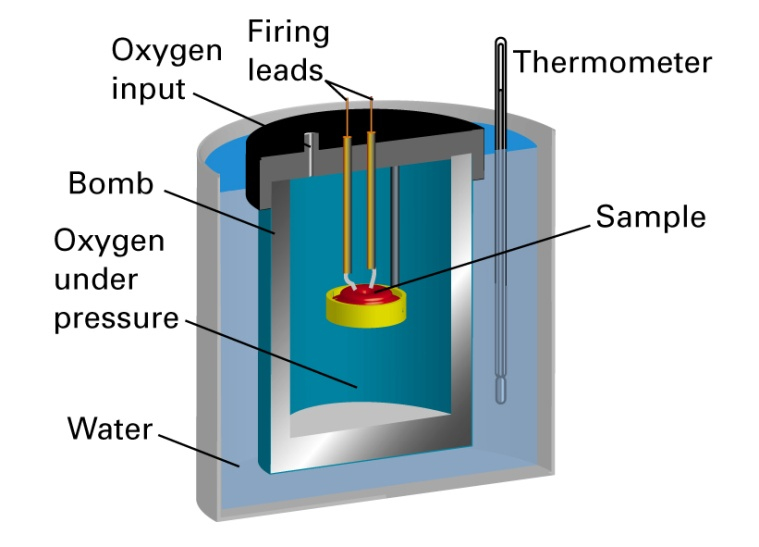 Oxygen
input
Firing
leads
Thermometer
Bomb
Sample
Oxygen
under
pressure
Water